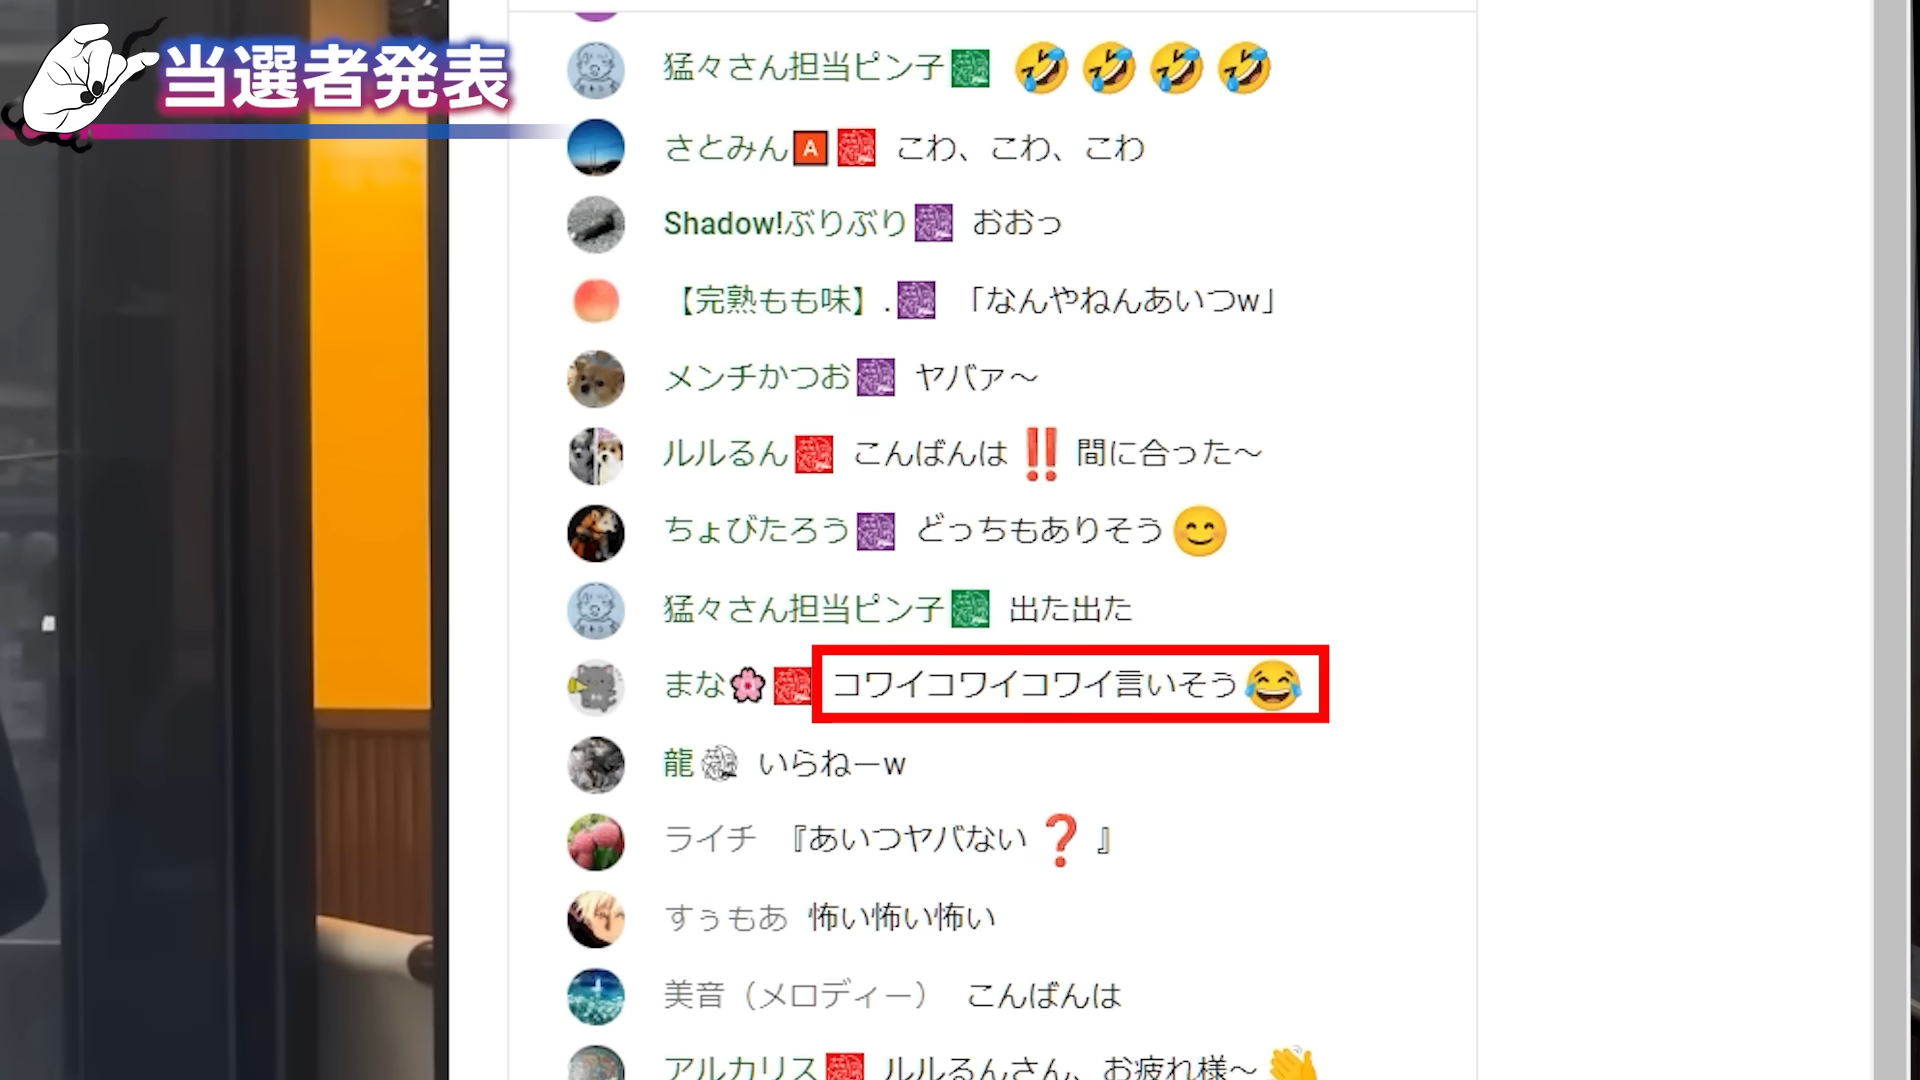 当選者発表
猛々さん担当ピン子 🤣🤣🤣🤣
さとみん A こわ、こわ、こわ
Shadow!ぶりぶり おおっ
【完熟もも味】. 「なんやねんあいつw」
メンチかつお ヤバァ〜
ルルるん こんばんは‼️間に合った〜
ちょびたろう どっちもありそう😊
猛々さん担当ピン子 出た出た
まな🌸 コワイコワイコワイ言いそう😂
龍 いらねーw
ライチ 『あいつヤバない❓』
すぅもあ 怖い怖い怖い
美音（メロディー） こんばんは
アルカリス ルルるんさん、お疲れ様〜👏